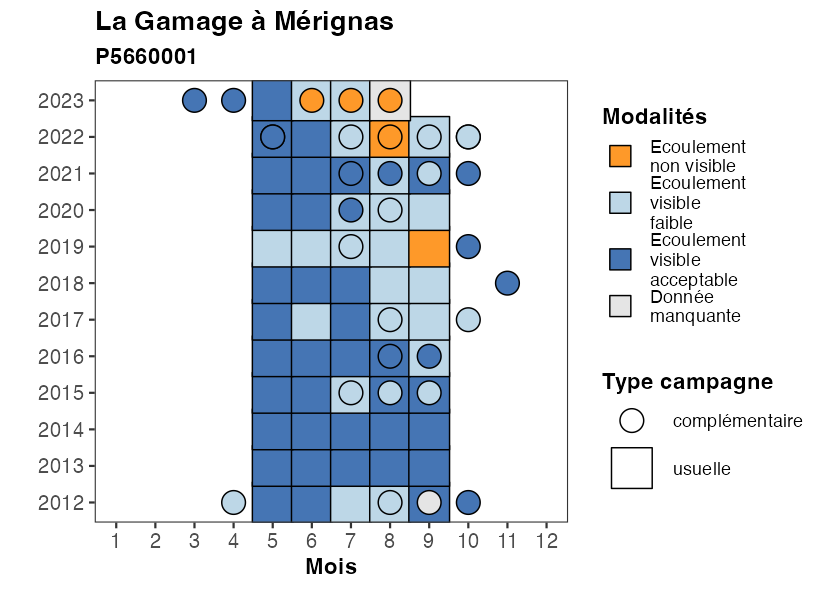 La Gamage à Mérignas
P5660001
2023
2022
2021
2020
2019
2018
2017
2016
2015
2014
2013
2012
1 2 3 4 5 6 7 8 9 10 11 12
Mois
Modalités
Ecoulement
non visible
Ecoulement
visible
faible
Ecoulement
visible
acceptable
Donnée
manquante
Type campagne
complémentaire
usuelle